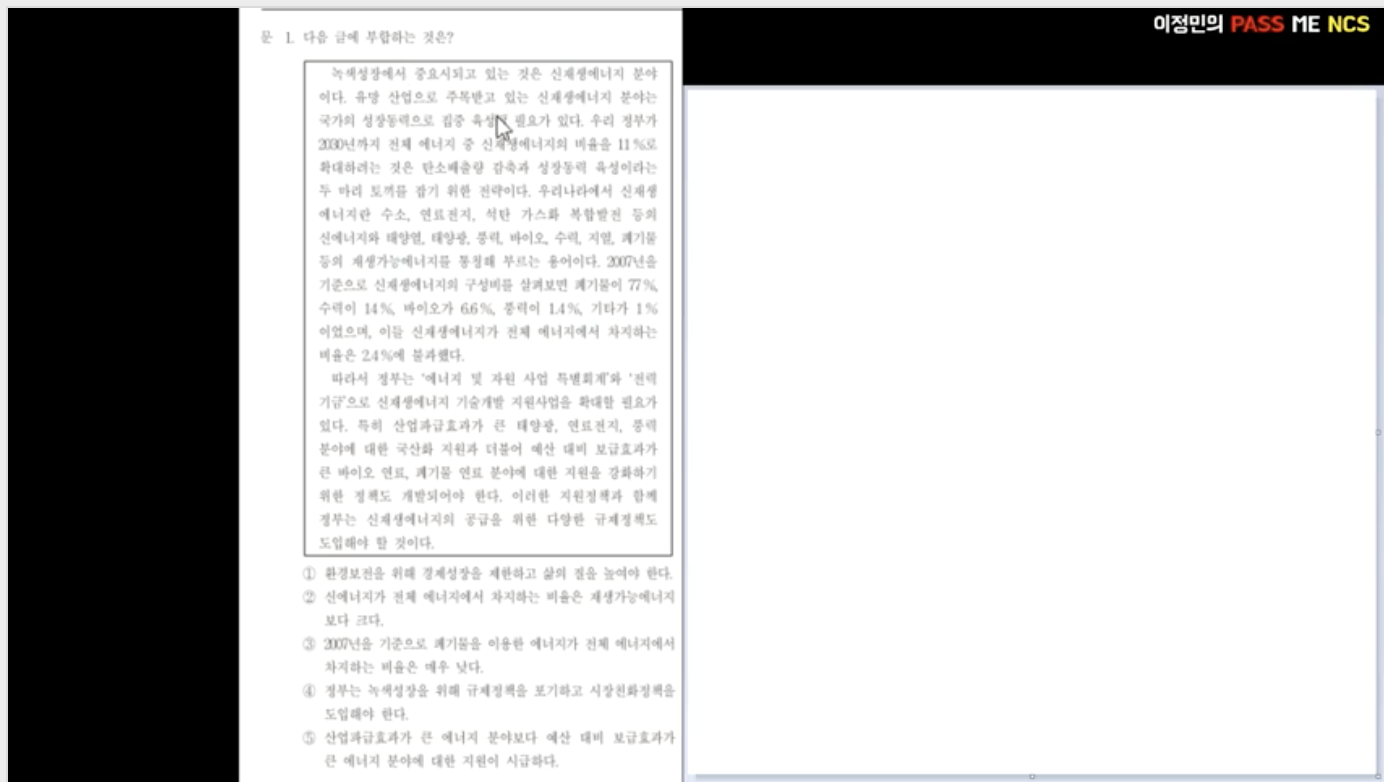 이정민의 PASS ME NCS
문 1. 다음 글에 부합하는 것은?
녹색성장에서 중요시되고 있는 것은 신재생에너지 분야
이다. 유망 산업으로 주목받고 있는 신재생에너지 분야는
국가의 성장동력으로 집중 육성될 필요가 있다. 우리 정부가
2030년까지 전체 에너지 중 신재생에너지의 비율을 11%로
확대하려는 것은 탄소배출량 감축과 성장동력 육성이라는
두 마리 토끼를 잡기 위한 전략이다. 우리나라에서 신재생
에너지란 수소, 연료전지, 석탄 가스화 복합발전 등의
신에너지와 태양열, 태양광, 풍력, 바이오, 수력, 지열, 폐기물
등의 재생가능에너지를 통칭해 부르는 용어이다. 2007년을
기준으로 신재생에너지의 구성비를 살펴보면 폐기물이 77%,
수력이 14%, 바이오가 6.6%, 풍력이 1.4%, 기타가 1%
이었으며, 이들 신재생에너지가 전체 에너지에서 차지하는
비율은 2.4%에 불과했다.
따라서 정부는 '에너지 및 자원 사업 특별회계'와 '전력
기금'으로 신재생에너지 기술개발 지원사업을 확대할 필요가
있다. 특히 산업파급효과가 큰 태양광, 연료전지, 풍력
분야에 대한 국산화 지원과 더불어 예산 대비 보급효과가
큰 바이오 연료, 폐기물 연료 분야에 대한 지원을 강화하기
위한 정책도 개발되어야 한다. 이러한 지원정책과 함께
정부는 신재생에너지의 공급을 위한 다양한 규제정책도
도입해야 할 것이다.
① 환경보전을 위해 경제성장을 제한하고 삶의 질을 높여야 한다.
② 신에너지가 전체 에너지에서 차지하는 비율은 재생가능에너지
보다 크다.
③ 2007년을 기준으로 폐기물을 이용한 에너지가 전체 에너지에서
차지하는 비율은 매우 낮다.
④ 정부는 녹색성장을 위해 규제정책을 포기하고 시장친화정책을
도입해야 한다.
⑤ 산업파급효과가 큰 에너지 분야보다 예산 대비 보급효과가
큰 에너지 분야에 대한 지원이 시급하다.